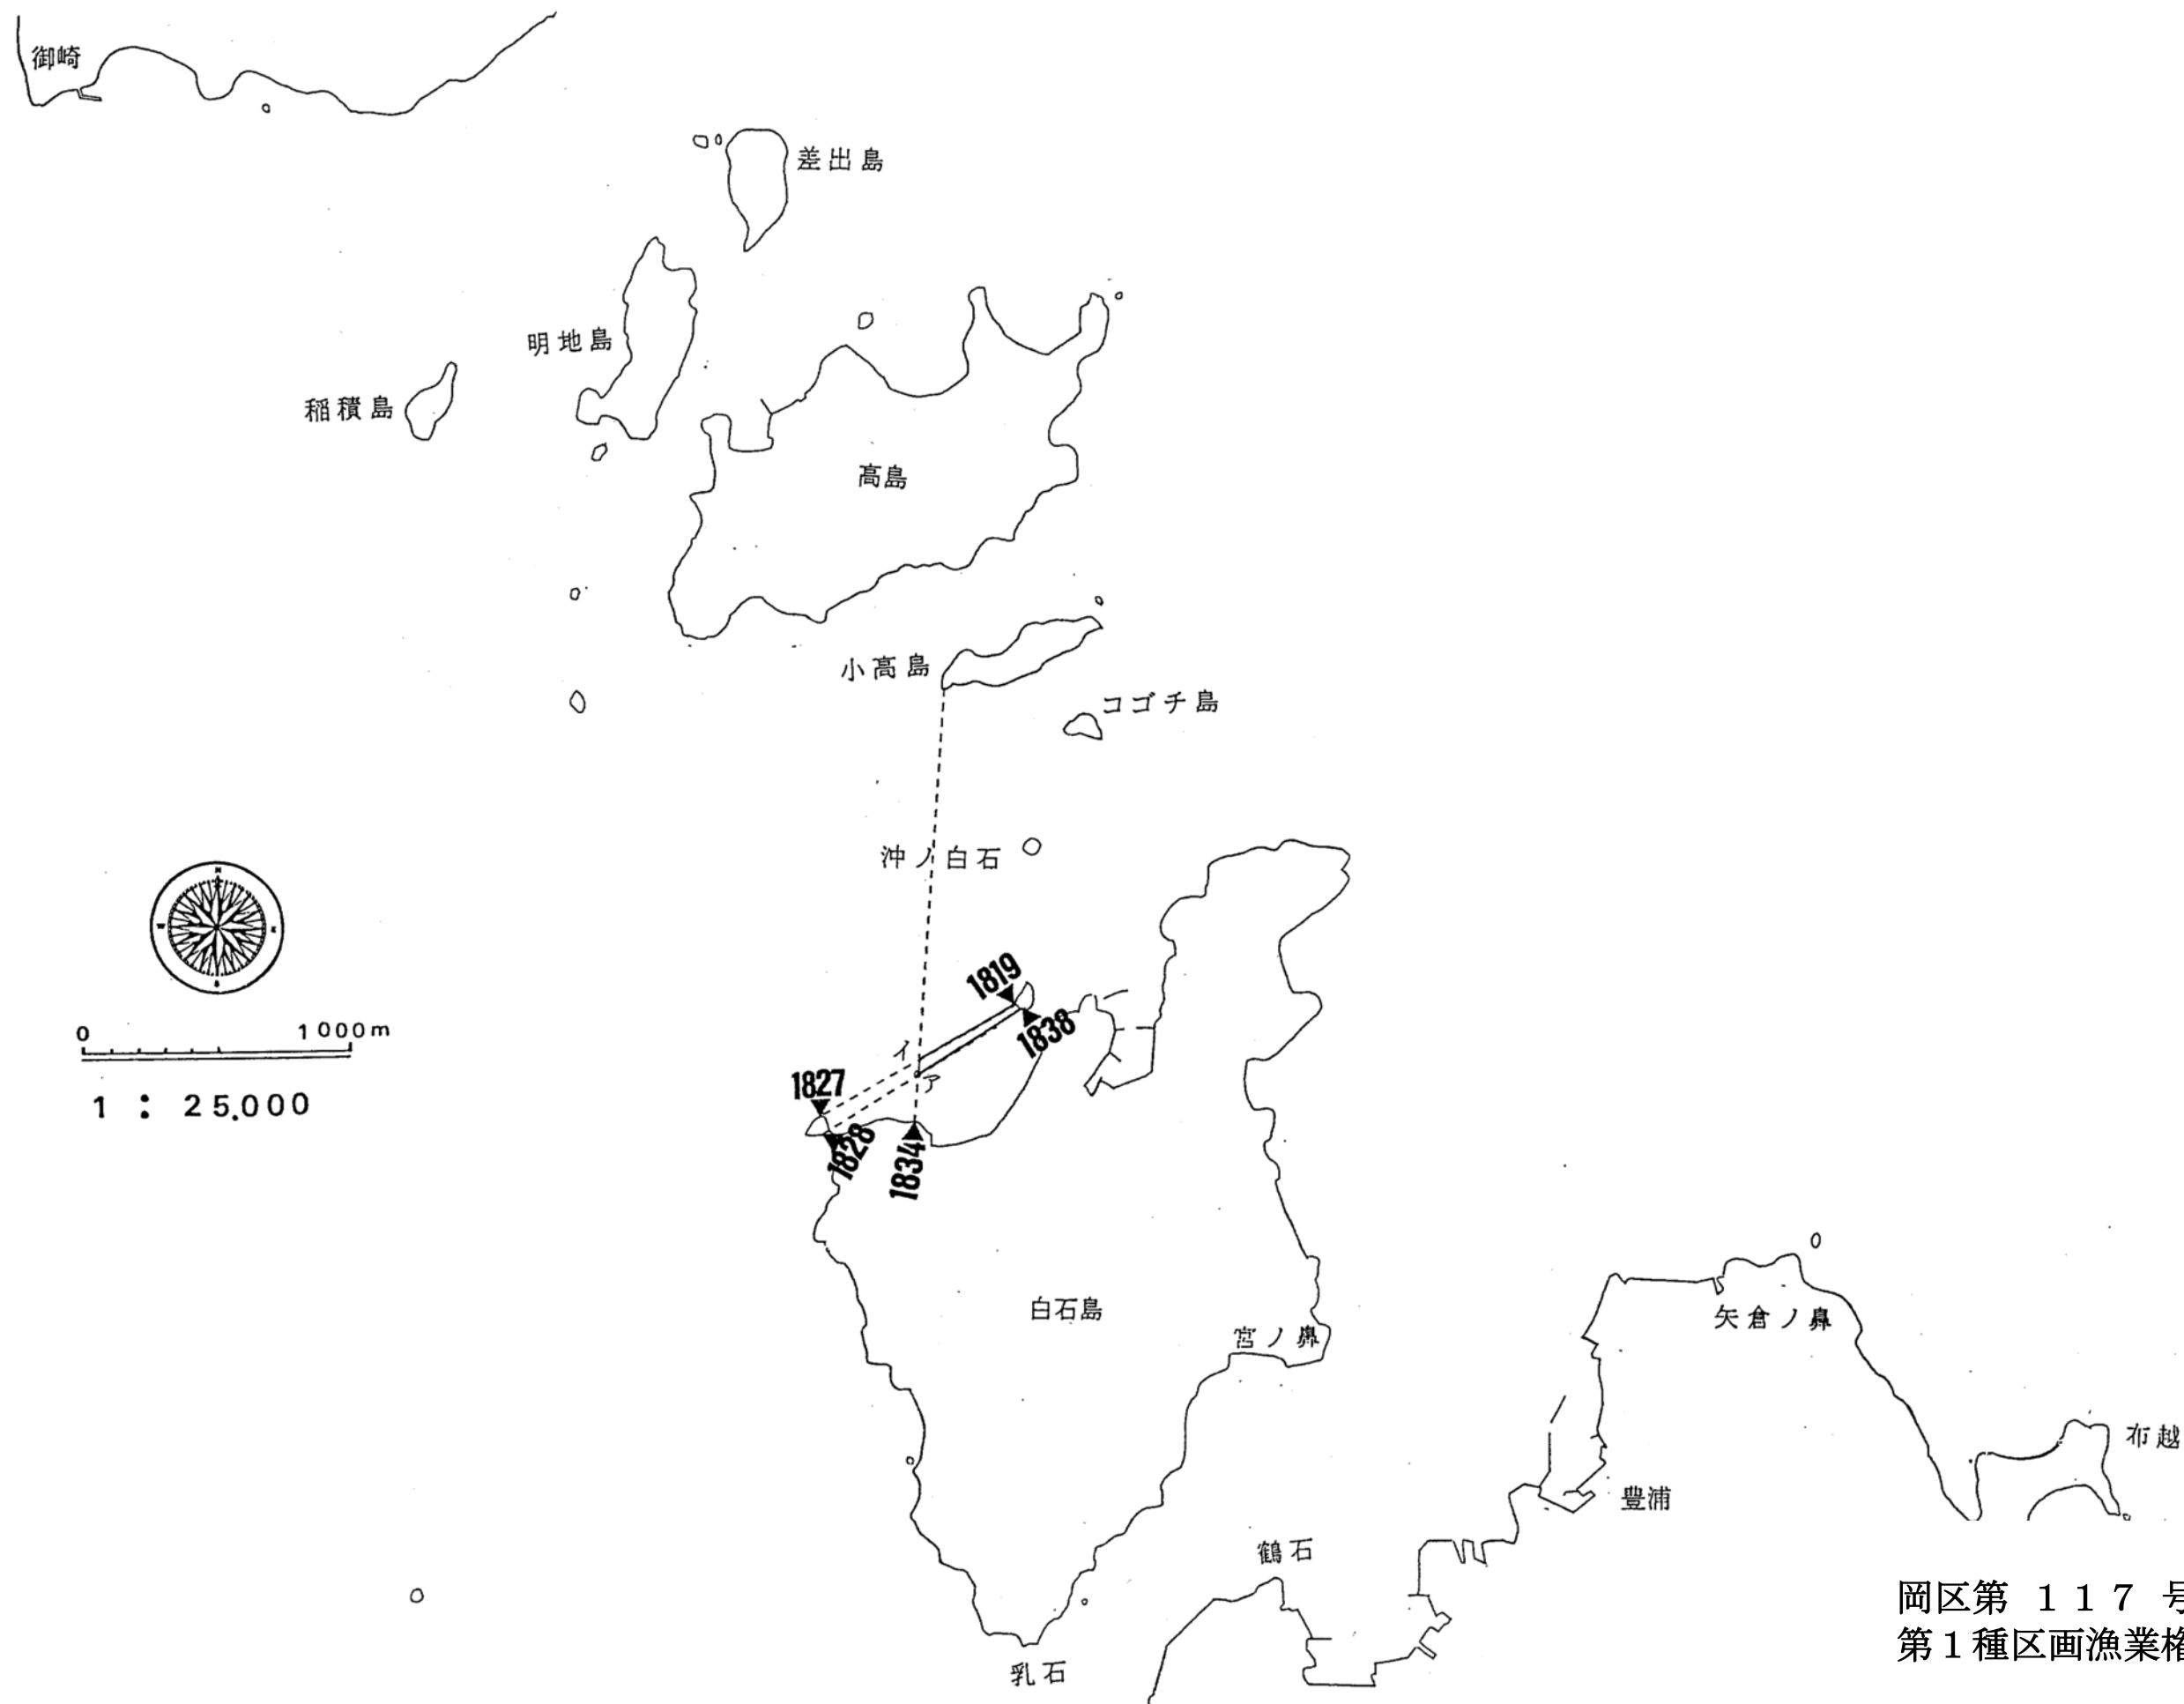 御崎
差出島
明地島
稲積島
高島
小高島
コゴチ島
沖ノ白石
N
W
E
S
0 1000m
1 : 25.000
1819
1838
イ
ア
1827
1828
1834
白石島
宮ノ鼻
矢倉ノ鼻
布越
豊浦
鶴石
乳石
岡区第 117 号
第1種区画漁業権